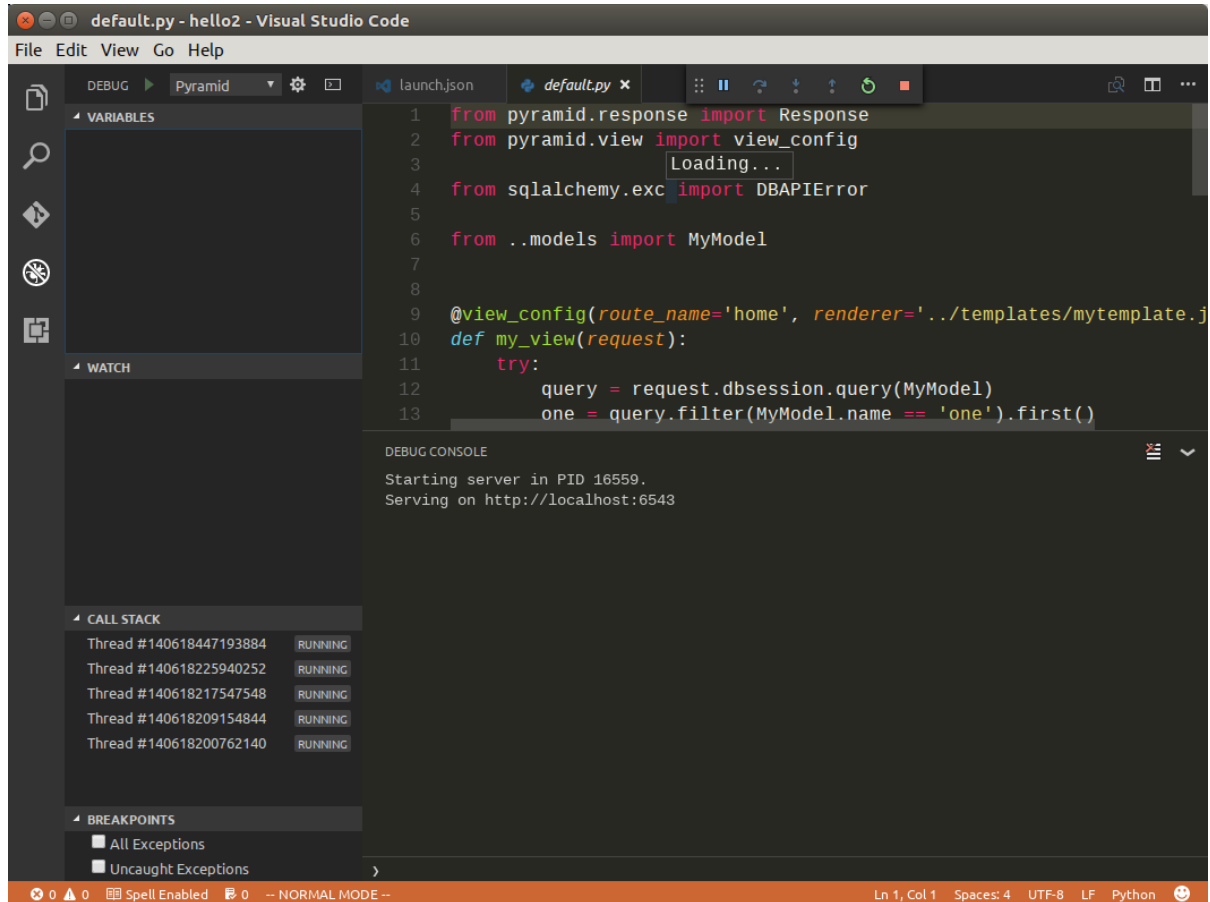 default.py - hello2 - Visual Studio Code
File Edit View Go Help
DEBUG Pyramid
VARIABLES
WATCH
CALL STACK
Thread #140618447193884 RUNNING
Thread #140618225940252 RUNNING
Thread #140618217547548 RUNNING
Thread #140618209154844 RUNNING
Thread #140618200762140 RUNNING
BREAKPOINTS
All Exceptions
Uncaught Exceptions
launch.json default.py
1 from pyramid.response import Response
2 from pyramid.view import view_config
3
Loading...
4 from sqlalchemy.exc import DBAPIError
5
6 from ..models import MyModel
7
8
9 @view_config(route_name='home', renderer='../templates/mytemplate.j
10 def my_view(request):
11 try:
12 query = request.dbsession.query(MyModel)
13 one = query.filter(MyModel.name == 'one').first()
DEBUG CONSOLE
Starting server in PID 16559.
Serving on http://localhost:6543
0 0 Spell Enabled 0 -- NORMAL MODE -- Ln 1, Col 1 Spaces: 4 UTF-8 LF Python